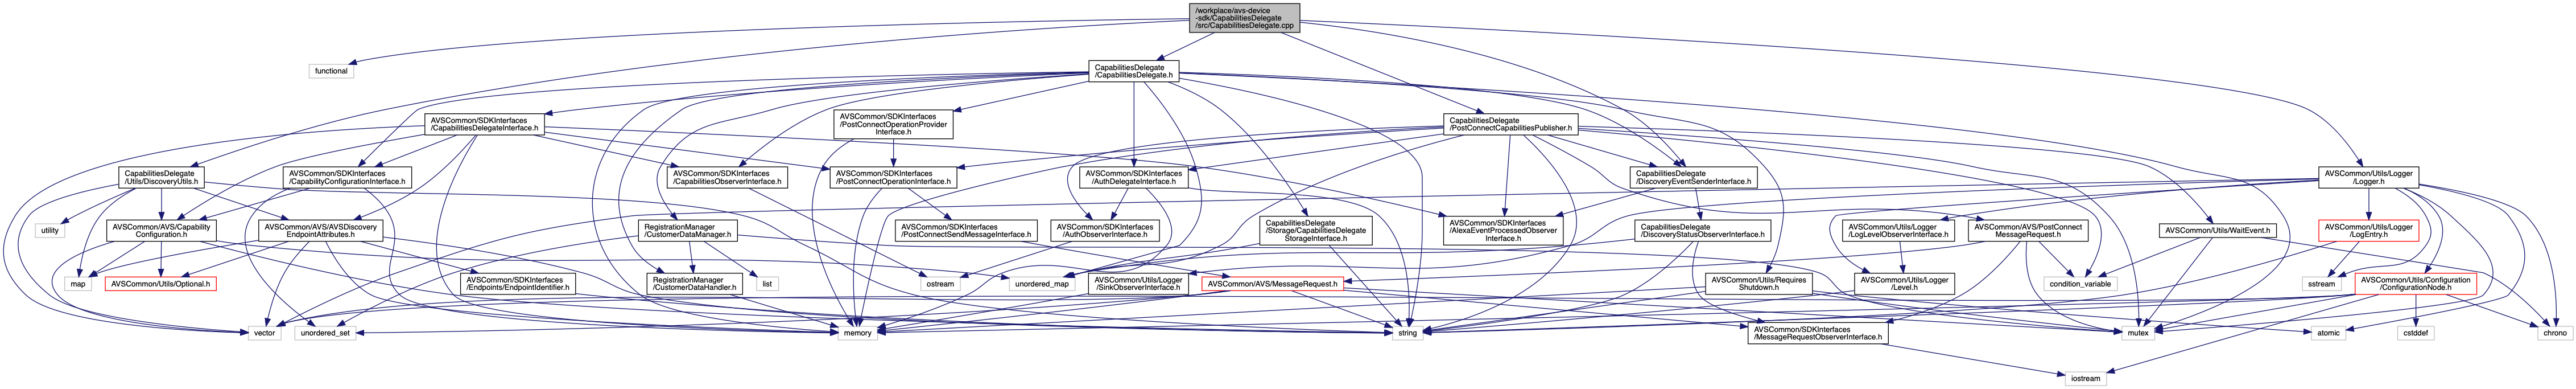 /workplace/avs-device
-sdk/CapabilitiesDelegate
/src/CapabilitiesDelegate.cpp
functional
CapabilitiesDelegate
/CapabilitiesDelegate.h
AVSCommon/SDKInterfaces
/CapabilitiesDelegateInterface.h
AVSCommon/SDKInterfaces
/PostConnectOperationProvider
Interface.h
CapabilitiesDelegate
/PostConnectCapabilitiesPublisher.h
CapabilitiesDelegate
/Utils/DiscoveryUtils.h
AVSCommon/SDKInterfaces
/CapabilityConfigurationInterface.h
AVSCommon/SDKInterfaces
/CapabilitiesObserverInterface.h
AVSCommon/SDKInterfaces
/PostConnectOperationInterface.h
AVSCommon/SDKInterfaces
/AuthDelegateInterface.h
CapabilitiesDelegate
/DiscoveryEventSenderInterface.h
AVSCommon/Utils/Logger
/Logger.h
utility
AVSCommon/AVS/Capability
Configuration.h
AVSCommon/AVS/AVSDiscovery
EndpointAttributes.h
RegistrationManager
/CustomerDataManager.h
AVSCommon/SDKInterfaces
/PostConnectSendMessageInterface.h
AVSCommon/SDKInterfaces
/AuthObserverInterface.h
CapabilitiesDelegate
/Storage/CapabilitiesDelegate
StorageInterface.h
AVSCommon/SDKInterfaces
/AlexaEventProcessedObserver
Interface.h
CapabilitiesDelegate
/DiscoveryStatusObserverInterface.h
AVSCommon/Utils/Logger
/LogLevelObserverInterface.h
AVSCommon/AVS/PostConnect
MessageRequest.h
AVSCommon/Utils/WaitEvent.h
AVSCommon/Utils/Logger
/LogEntry.h
map
AVSCommon/Utils/Optional.h
AVSCommon/SDKInterfaces
/Endpoints/EndpointIdentifier.h
RegistrationManager
/CustomerDataHandler.h
list
ostream
unordered_map
AVSCommon/Utils/Logger
/SinkObserverInterface.h
AVSCommon/AVS/MessageRequest.h
AVSCommon/Utils/Requires
Shutdown.h
AVSCommon/Utils/Logger
/Level.h
condition_variable
sstream
AVSCommon/Utils/Configuration
/ConfigurationNode.h
vector
unordered_set
memory
string
AVSCommon/SDKInterfaces
/MessageRequestObserverInterface.h
mutex
atomic
cstddef
chrono
iostream